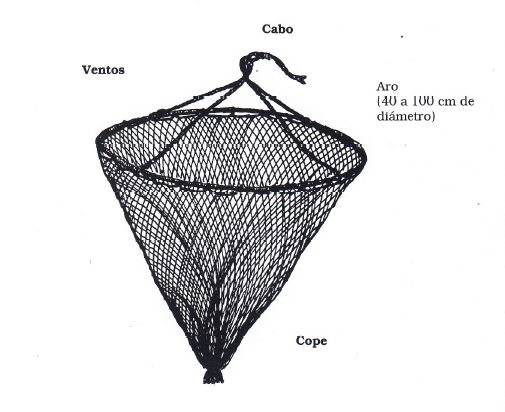 Cabo
Ventos
Aro
(40 a 100 cm de
diámetro)
Cope